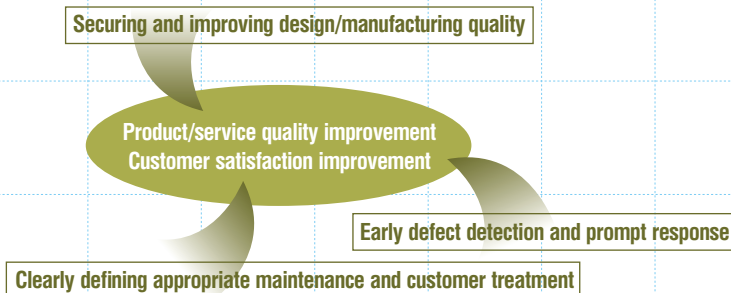 Securing and improving design/manufacturing quality
Product/service quality improvement
Customer satisfaction improvement
Early defect detection and prompt response
Clearly defining appropriate maintenance and customer treatment